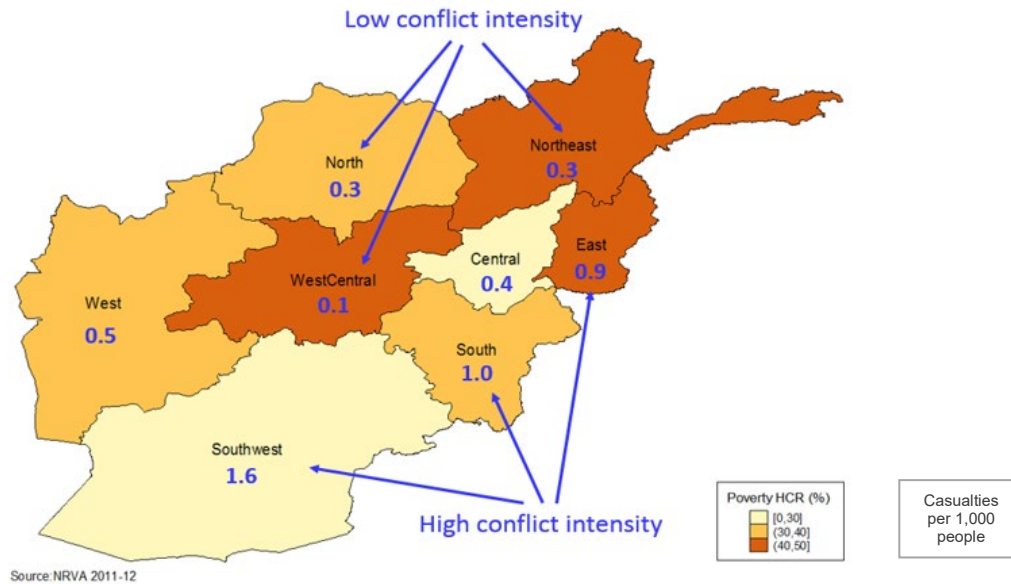 Low conflict intensity
North
0.3
Northeast
0.3
WestCentral
0.1
Central
0.4
East
0.9
West
0.5
South
1.0
Southwest
1.6
High conflict intensity
Poverty HCR (%)
[0,30]
(30,40]
(40,50]
Casualties
per 1,000
people
Source:NRVA 2011-12